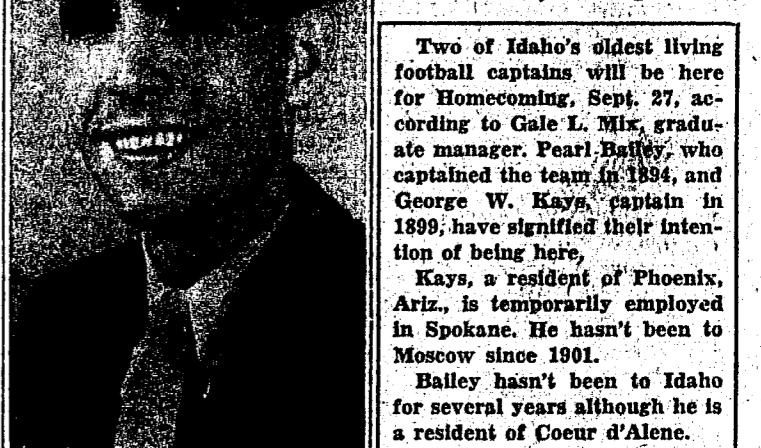 Two of Idaho's oldest living
football captains will be here
for Homecoming, Sept. 27, ac-
cording to Gale L. Mix, gradu-
ate manager. Pearl Bailey, who
captained the team in 1894, and
George W. Kays, captain in
1899, have signified their inten-
tion of being here.
Kays, a resident of Phoenix,
Ariz., is temporarily employed
in Spokane. He hasn't been to
Moscow since 1901.
Bailey hasn't been to Idaho
for several years although he is
a resident of Coeur d'Alene.